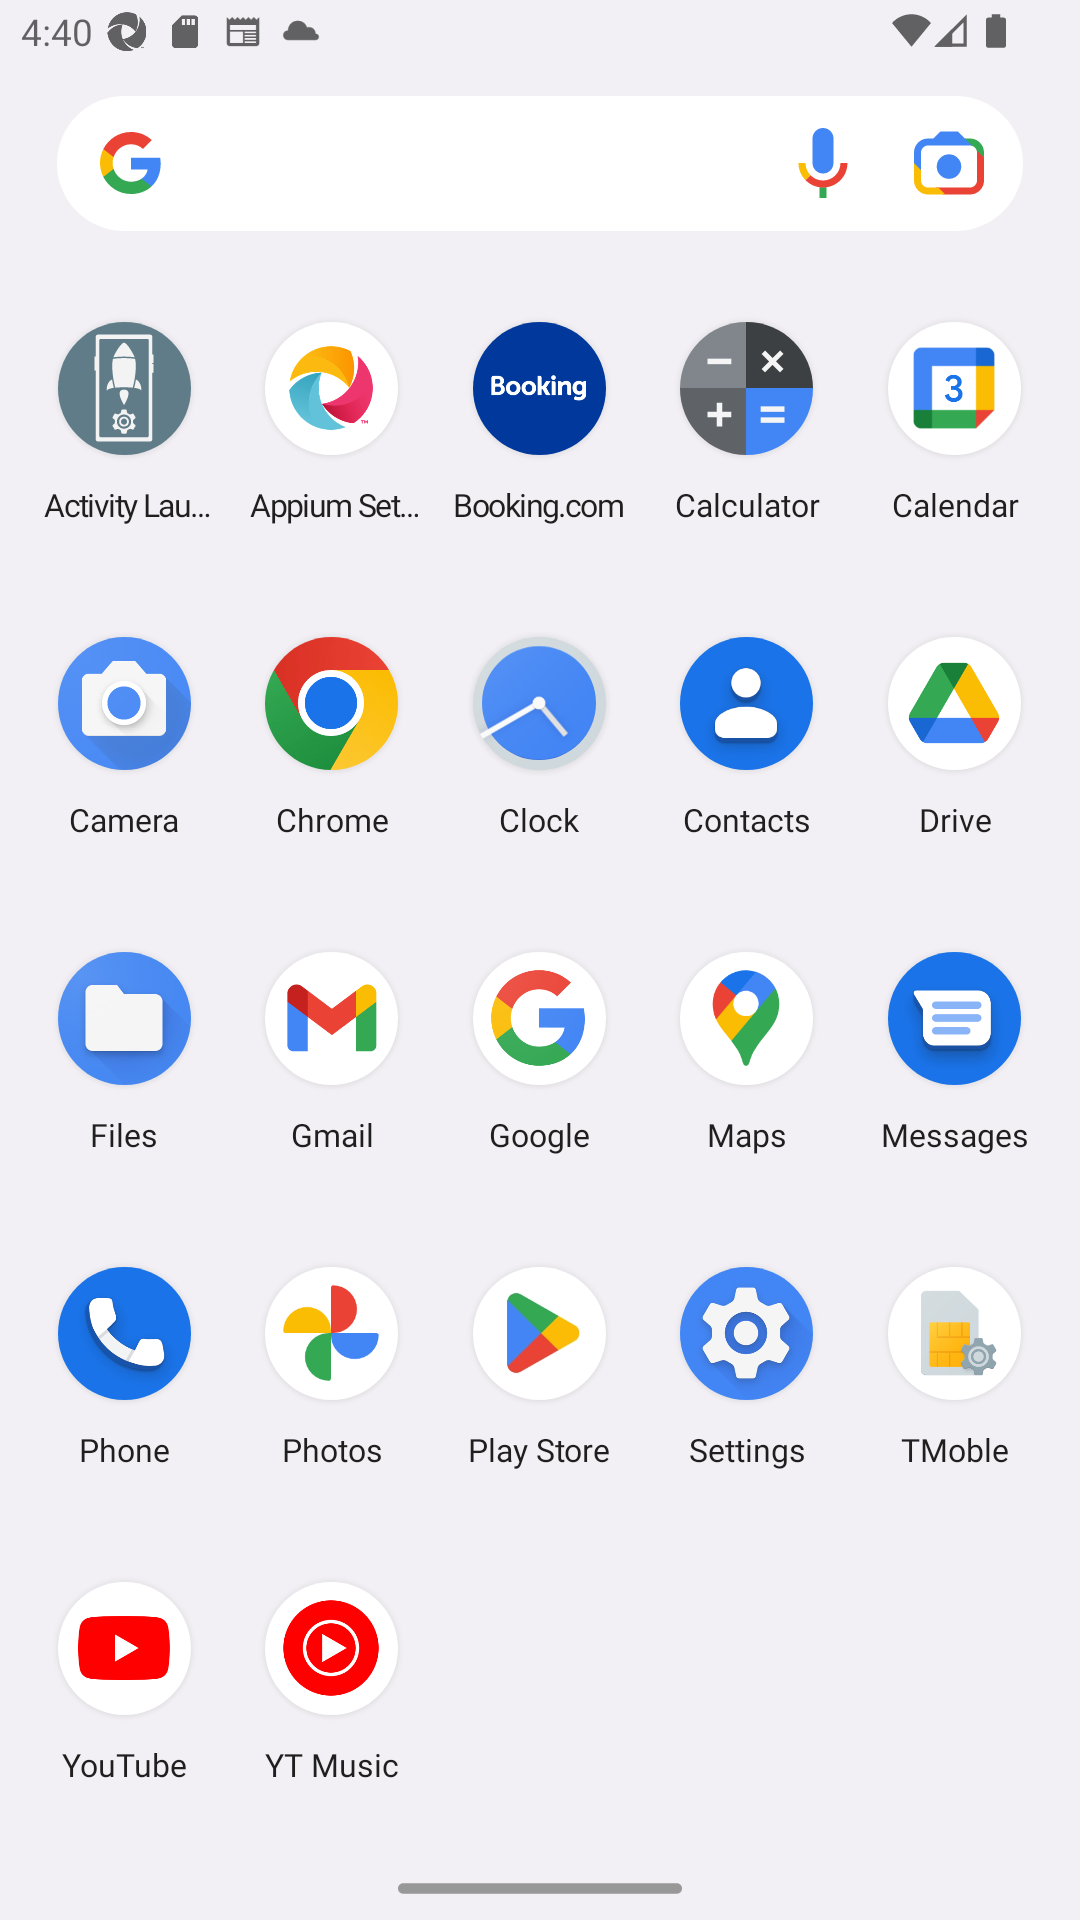 4:40
Activity Lau... Appium Set... Booking.com Calculator Calendar
Camera Chrome Clock Contacts Drive
Files Gmail Google Maps Messages
Phone Photos Play Store Settings TMoble
YouTube YT Music
Booking
3